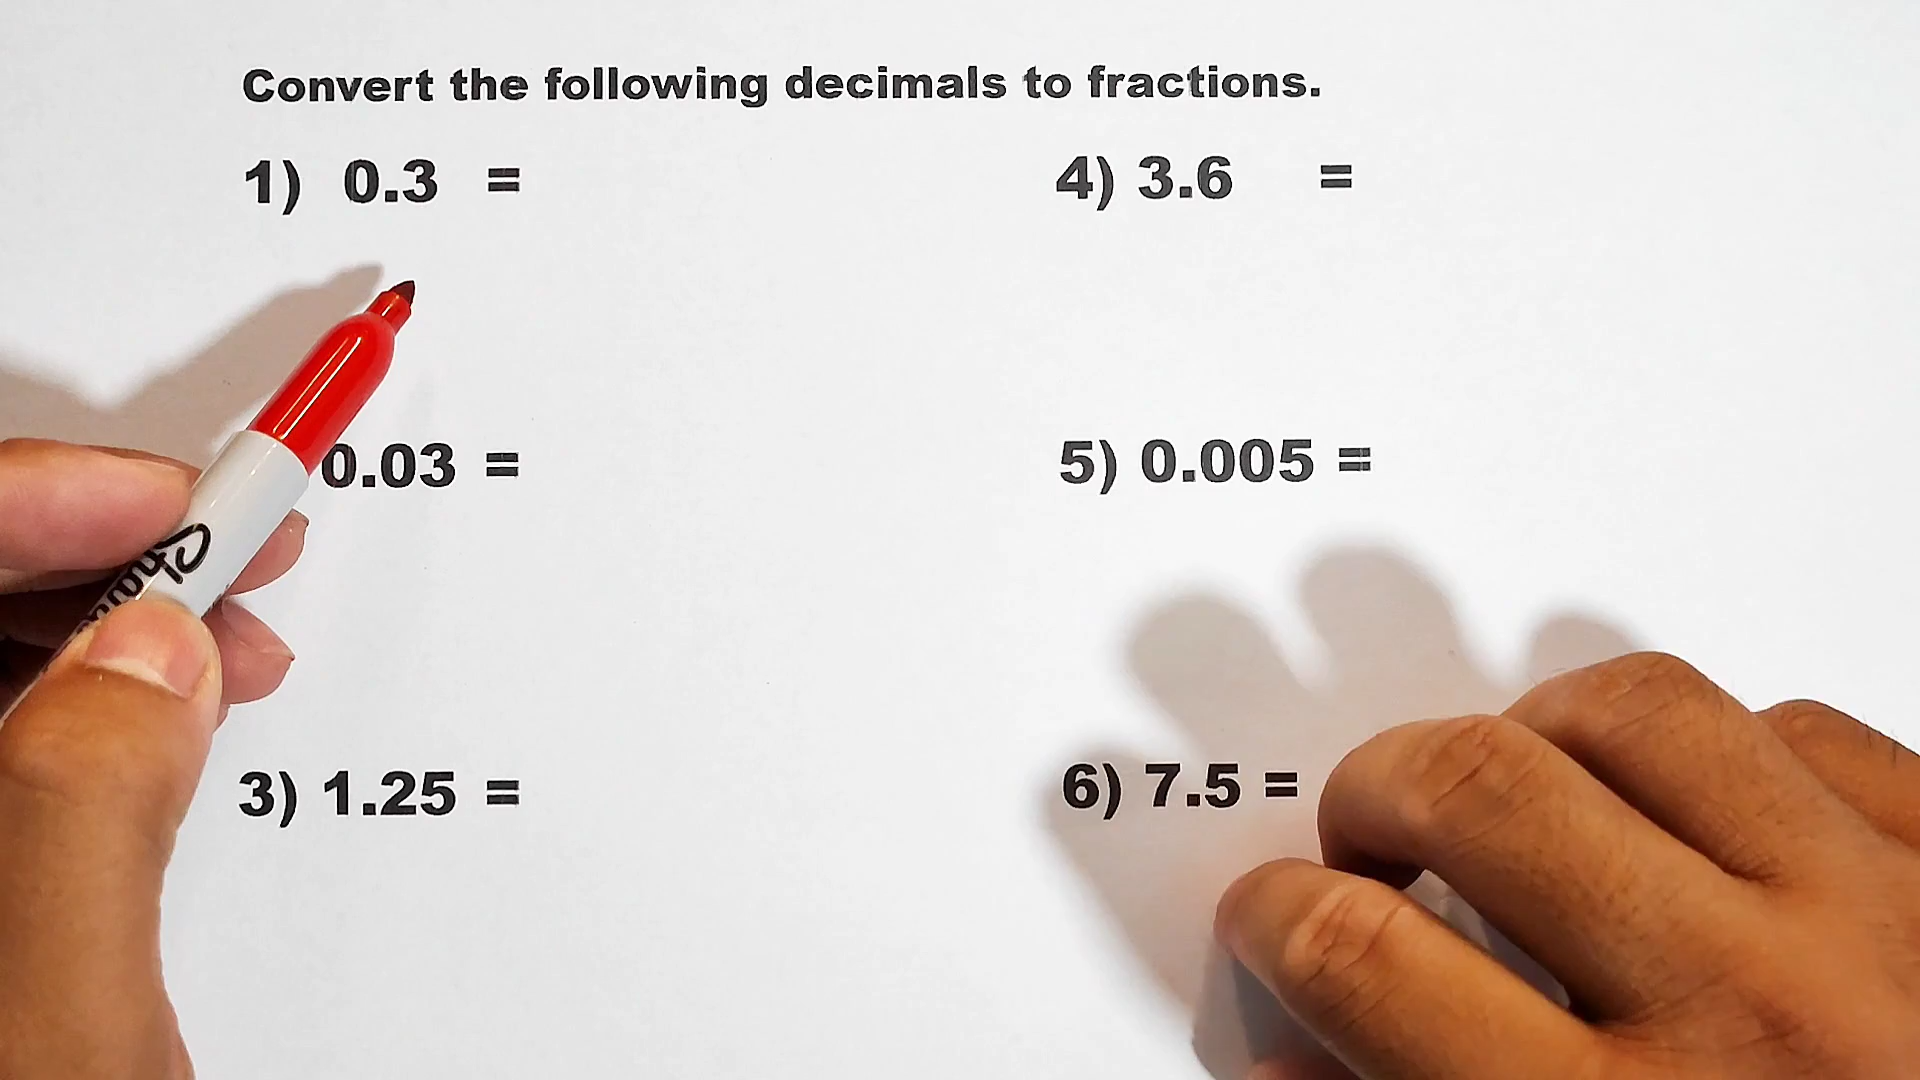 Convert the following decimals to fractions.
1) 0.3 =
0.03 =
3) 1.25 =
4) 3.6 =
5) 0.005 =
6) 7.5 =